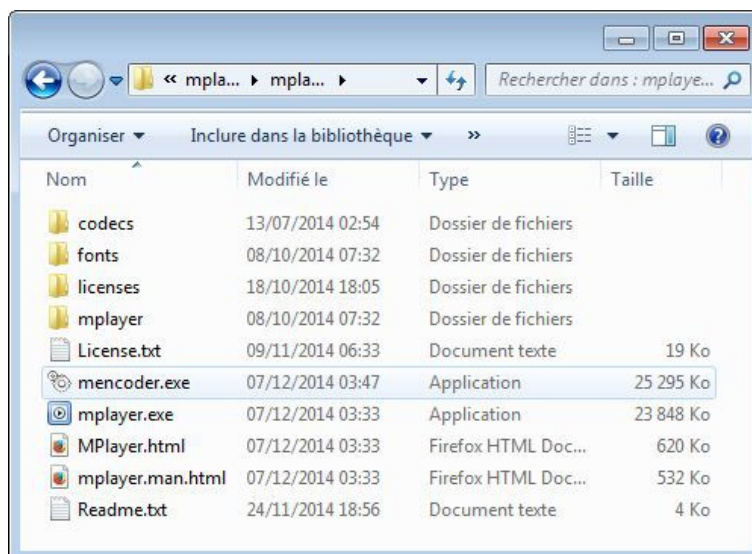 « mpla... mpla... Rechercher dans : mplaye...
Organiser Inclure dans la bibliothèque »
Nom Modifié le Type Taille
codecs 13/07/2014 02:54 Dossier de fichiers
fonts 08/10/2014 07:32 Dossier de fichiers
licenses 18/10/2014 18:05 Dossier de fichiers
mplayer 08/10/2014 07:32 Dossier de fichiers
License.txt 09/11/2014 06:33 Document texte 19 Ko
mencoder.exe 07/12/2014 03:47 Application 25 295 Ko
mplayer.exe 07/12/2014 03:33 Application 23 848 Ko
MPlayer.html 07/12/2014 03:33 Firefox HTML Doc... 620 Ko
mplayer.man.html 07/12/2014 03:33 Firefox HTML Doc... 532 Ko
Readme.txt 24/11/2014 18:56 Document texte 4 Ko